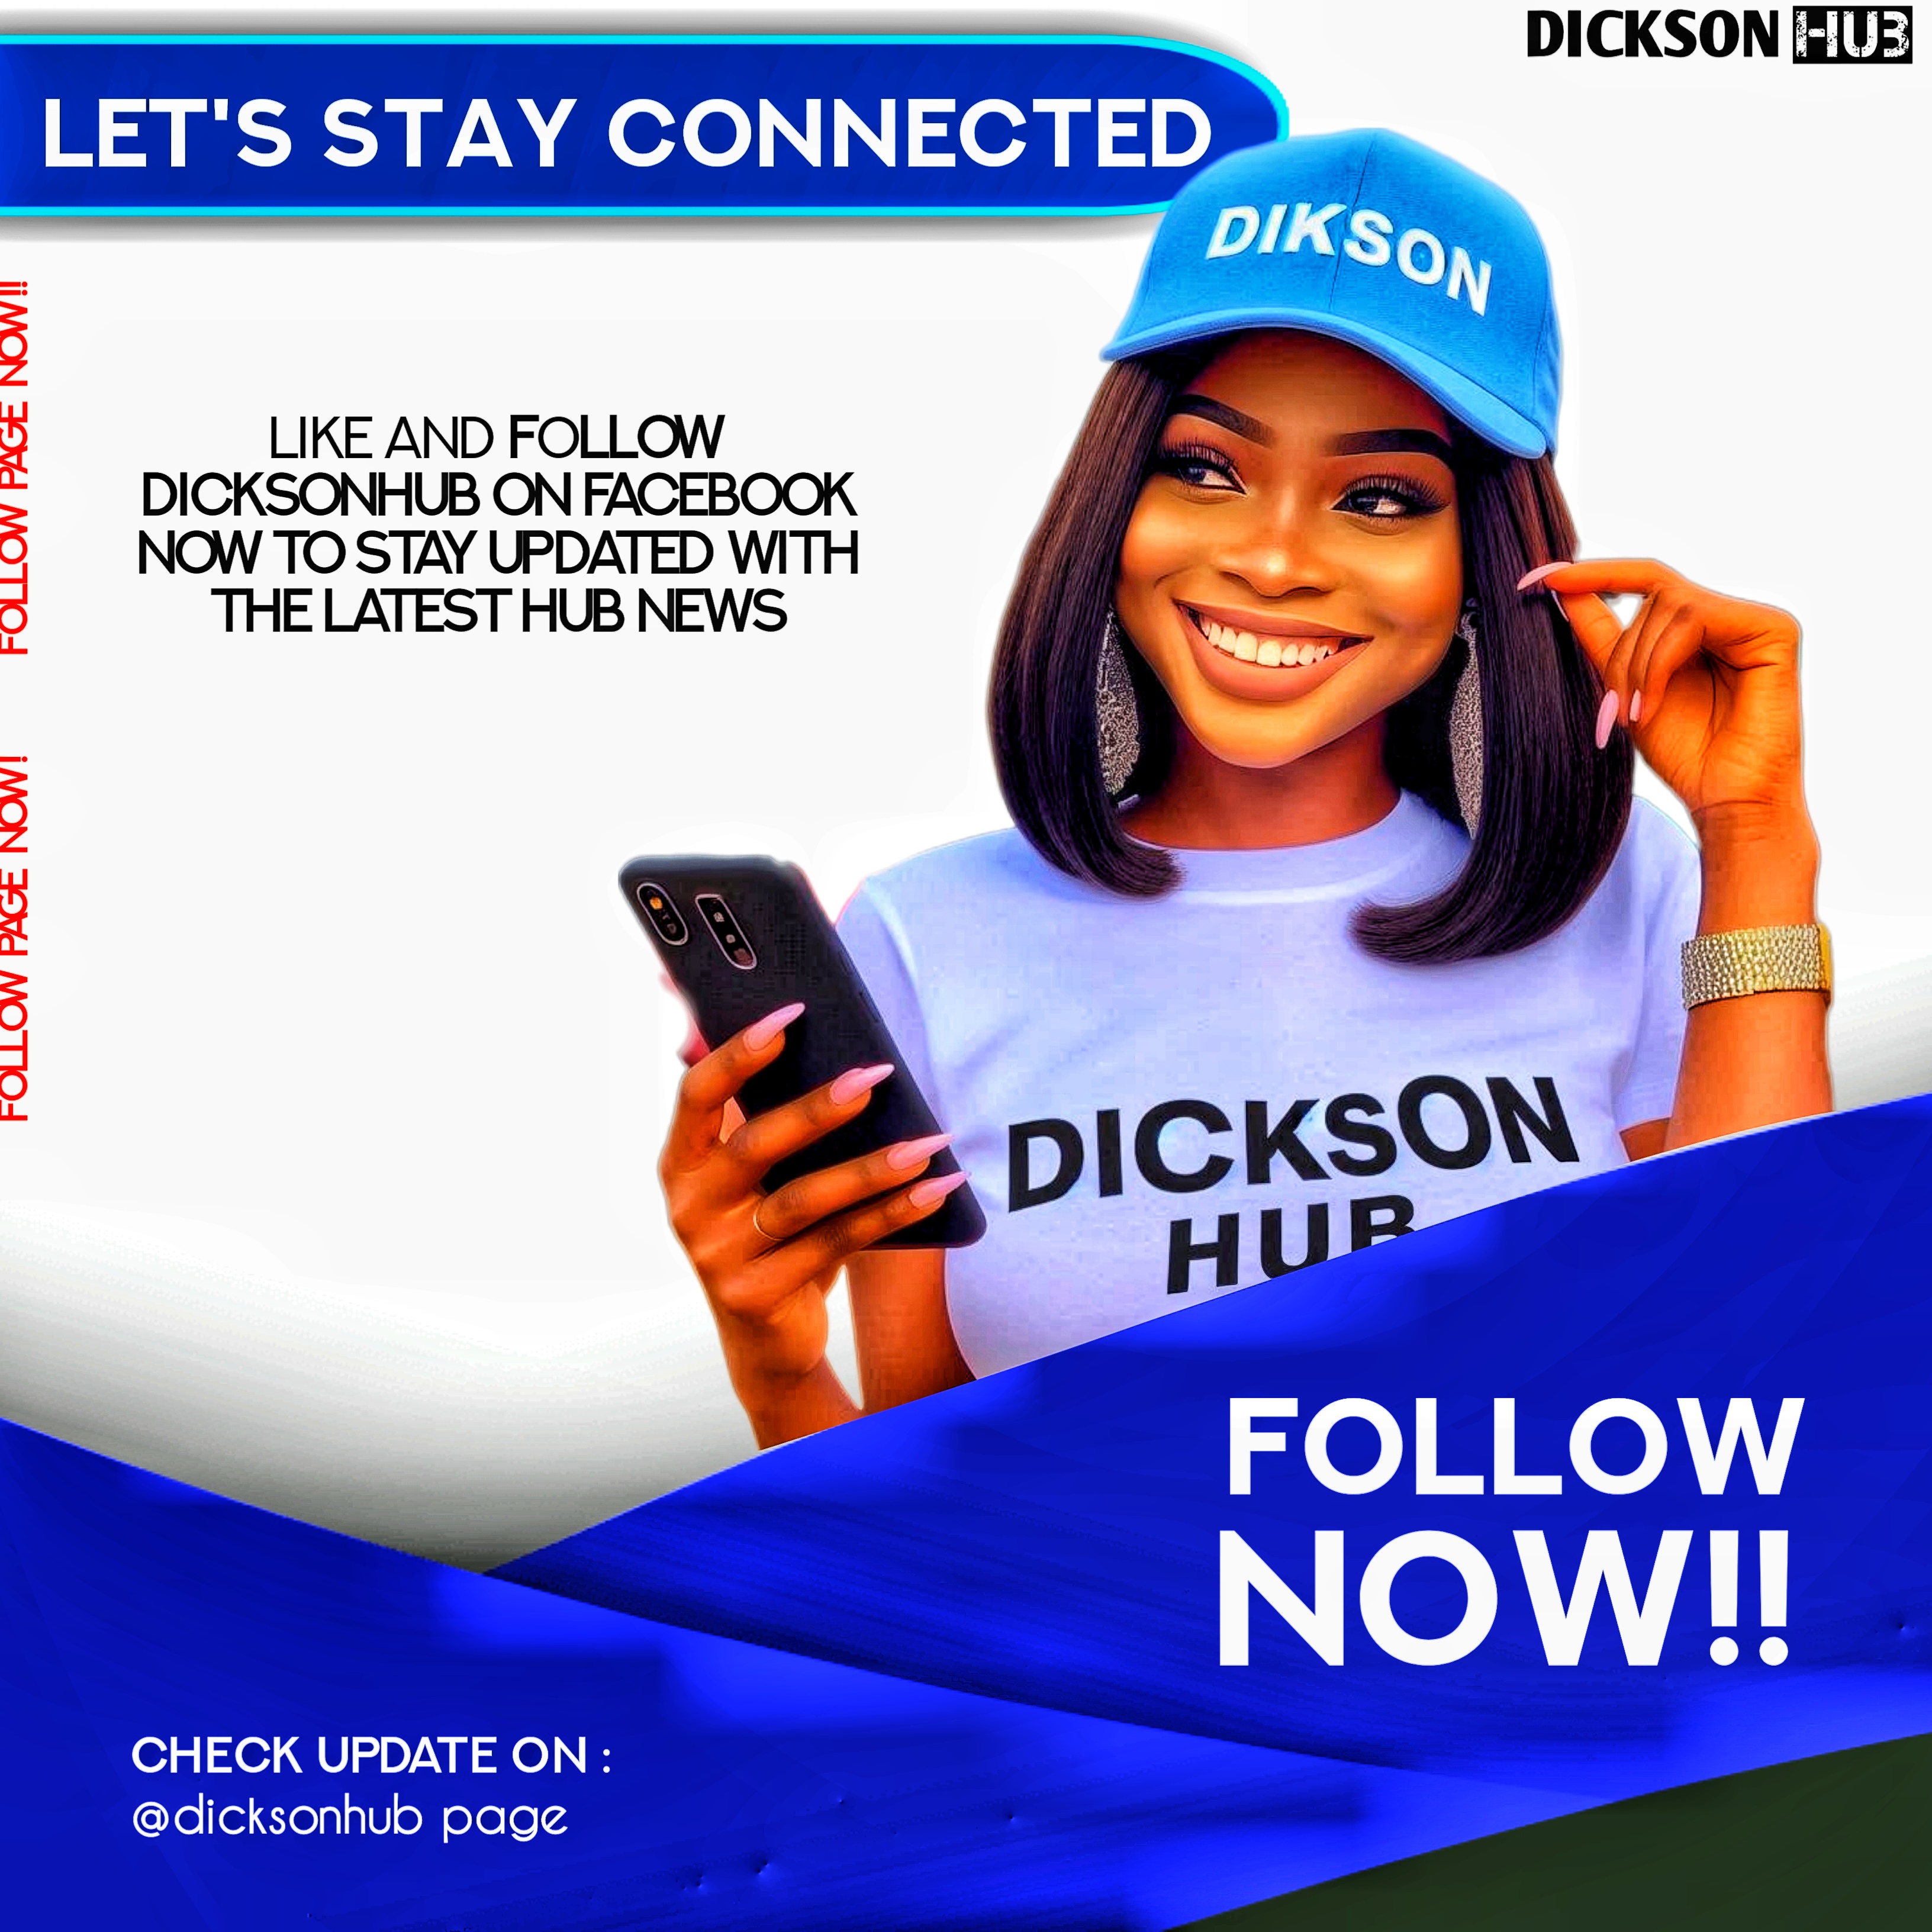 DICKSON HUB
LET'S STAY CONNECTED
DIKSON
FOLLOW PAGE NOW!!
LIKE AND FOLLOW
DICKSONHUB ON FACEBOOK
NOW TO STAY UPDATED WITH
THE LATEST HUB NEWS
FOLLOW PAGE NOW!
DICKSON
HUB
FOLLOW
NOW!!
CHECK UPDATE ON :
@dicksonhub page